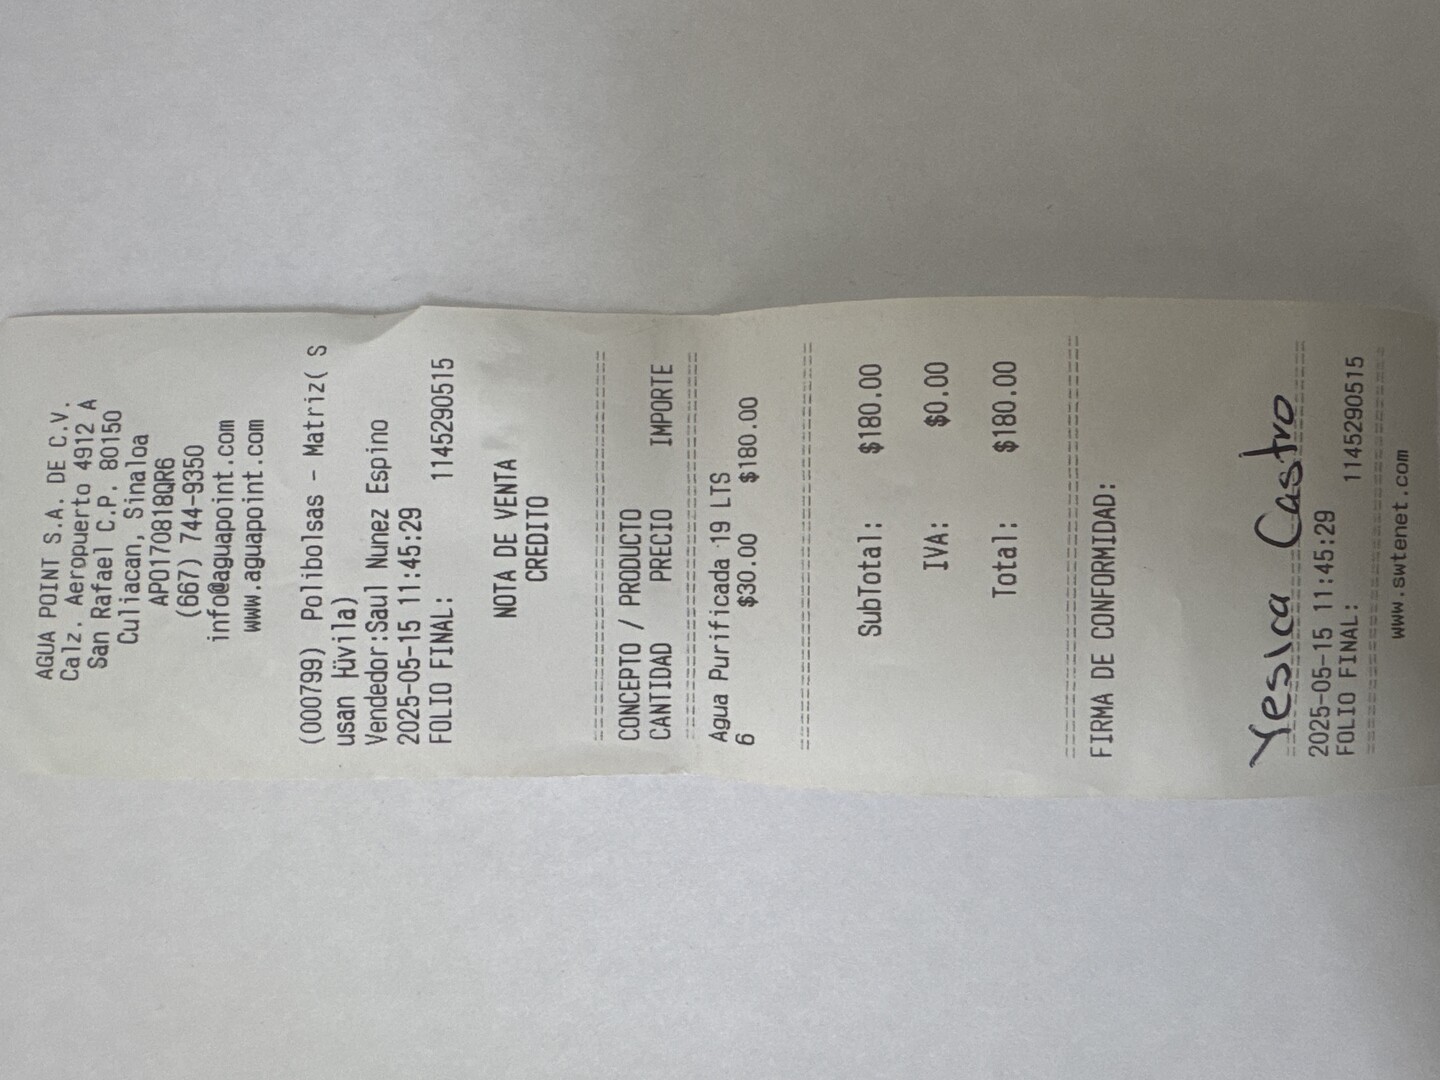 AGUA POINT S.A. DE C.V.
Calz. Aeropuerto 4912 A
San Rafael C.P. 80150
Culiacan, Sinaloa
APO170818QR6
(667) 744-9350
info@aguapoint.com
www.aguapoint.com
(000799) Polibolsas - Matriz( S
usan Hüvila)
Vendedor:Saul Nunez Espino
2025-05-15 11:45:29
FOLIO FINAL: 1145290515
NOTA DE VENTA
CREDITO
==============================
CONCEPTO / PRODUCTO
CANTIDAD PRECIO IMPORTE
==============================
Agua Purificada 19 LTS
6 $30.00 $180.00
==============================
SubTotal: $180.00
IVA: $0.00
Total: $180.00
==============================
FIRMA DE CONFORMIDAD:
Yesica Castro
==============================
2025-05-15 11:45:29
FOLIO FINAL: 1145290515
==============================
www.swtenet.com